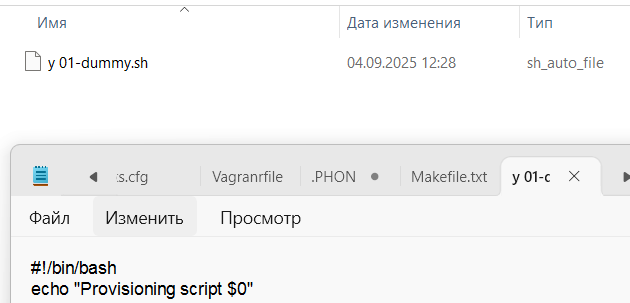 Имя Дата изменения Тип
y 01-dummy.sh 04.09.2025 12:28 sh_auto_file
s.cfg Vagranrfile .PHON Makefile.txt y 01-d
Файл Изменить Просмотр
#!/bin/bash
echo "Provisioning script $0"